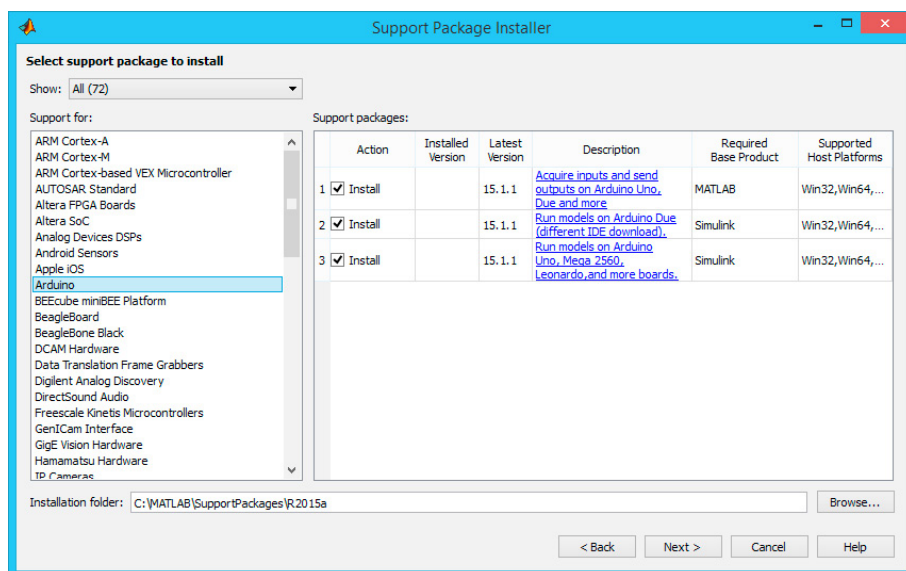 Support Package Installer
Select support package to install
Show: All (72)
Support for:
ARM Cortex-A
ARM Cortex-M
ARM Cortex-based VEX Microcontroller
AUTOSAR Standard
Altera FPGA Boards
Altera SoC
Analog Devices DSPs
Android Sensors
Apple iOS
Arduino
BEEcube miniBEE Platform
BeagleBoard
BeagleBone Black
DCAM Hardware
Data Translation Frame Grabbers
Digilent Analog Discovery
DirectSound Audio
Freescale Kinetis Microcontrollers
GenICam Interface
GigE Vision Hardware
Hamamatsu Hardware
IP Cameras
Support packages:
Action
Installed
Version
Latest
Version
Description
Required
Base Product
Supported
Host Platforms
1 Install
15.1.1
Acquire inputs and send
outputs on Arduino Uno,
Due and more
MATLAB
Win32,Win64,...
2 Install
15.1.1
Run models on Arduino Due
(different IDE download).
Simulink
Win32,Win64,...
3 Install
15.1.1
Run models on Arduino
Uno, Mega 2560,
Leonardo,and more boards.
Simulink
Win32,Win64,...
Installation folder: C:\MATLAB\SupportPackages\R2015a
Browse...
< Back
Next >
Cancel
Help